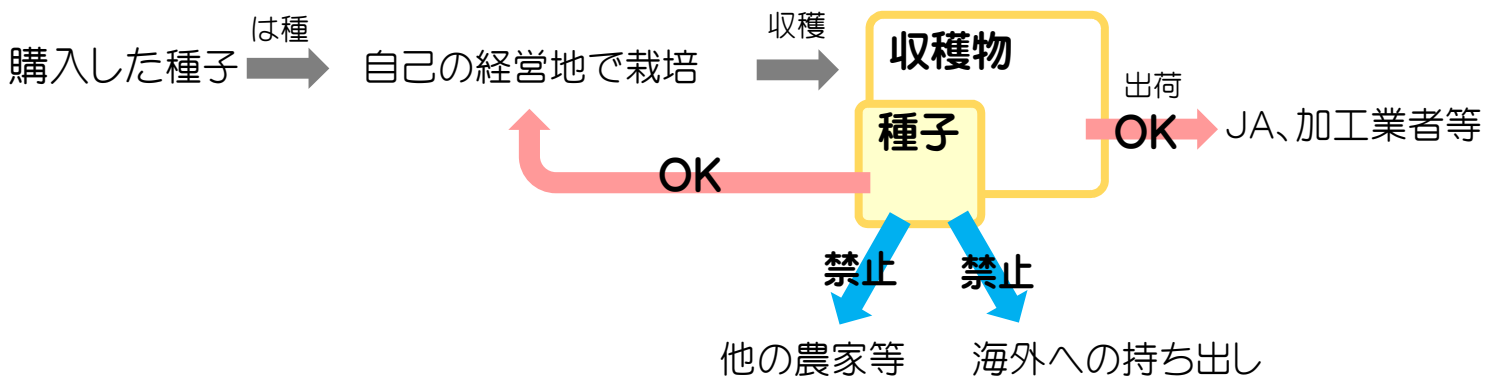 は種
収穫
購入した種子
自己の経営地で栽培
収穫物
出荷
OK
JA、加工業者等
種子
OK
禁止
禁止
他の農家等
海外への持ち出し